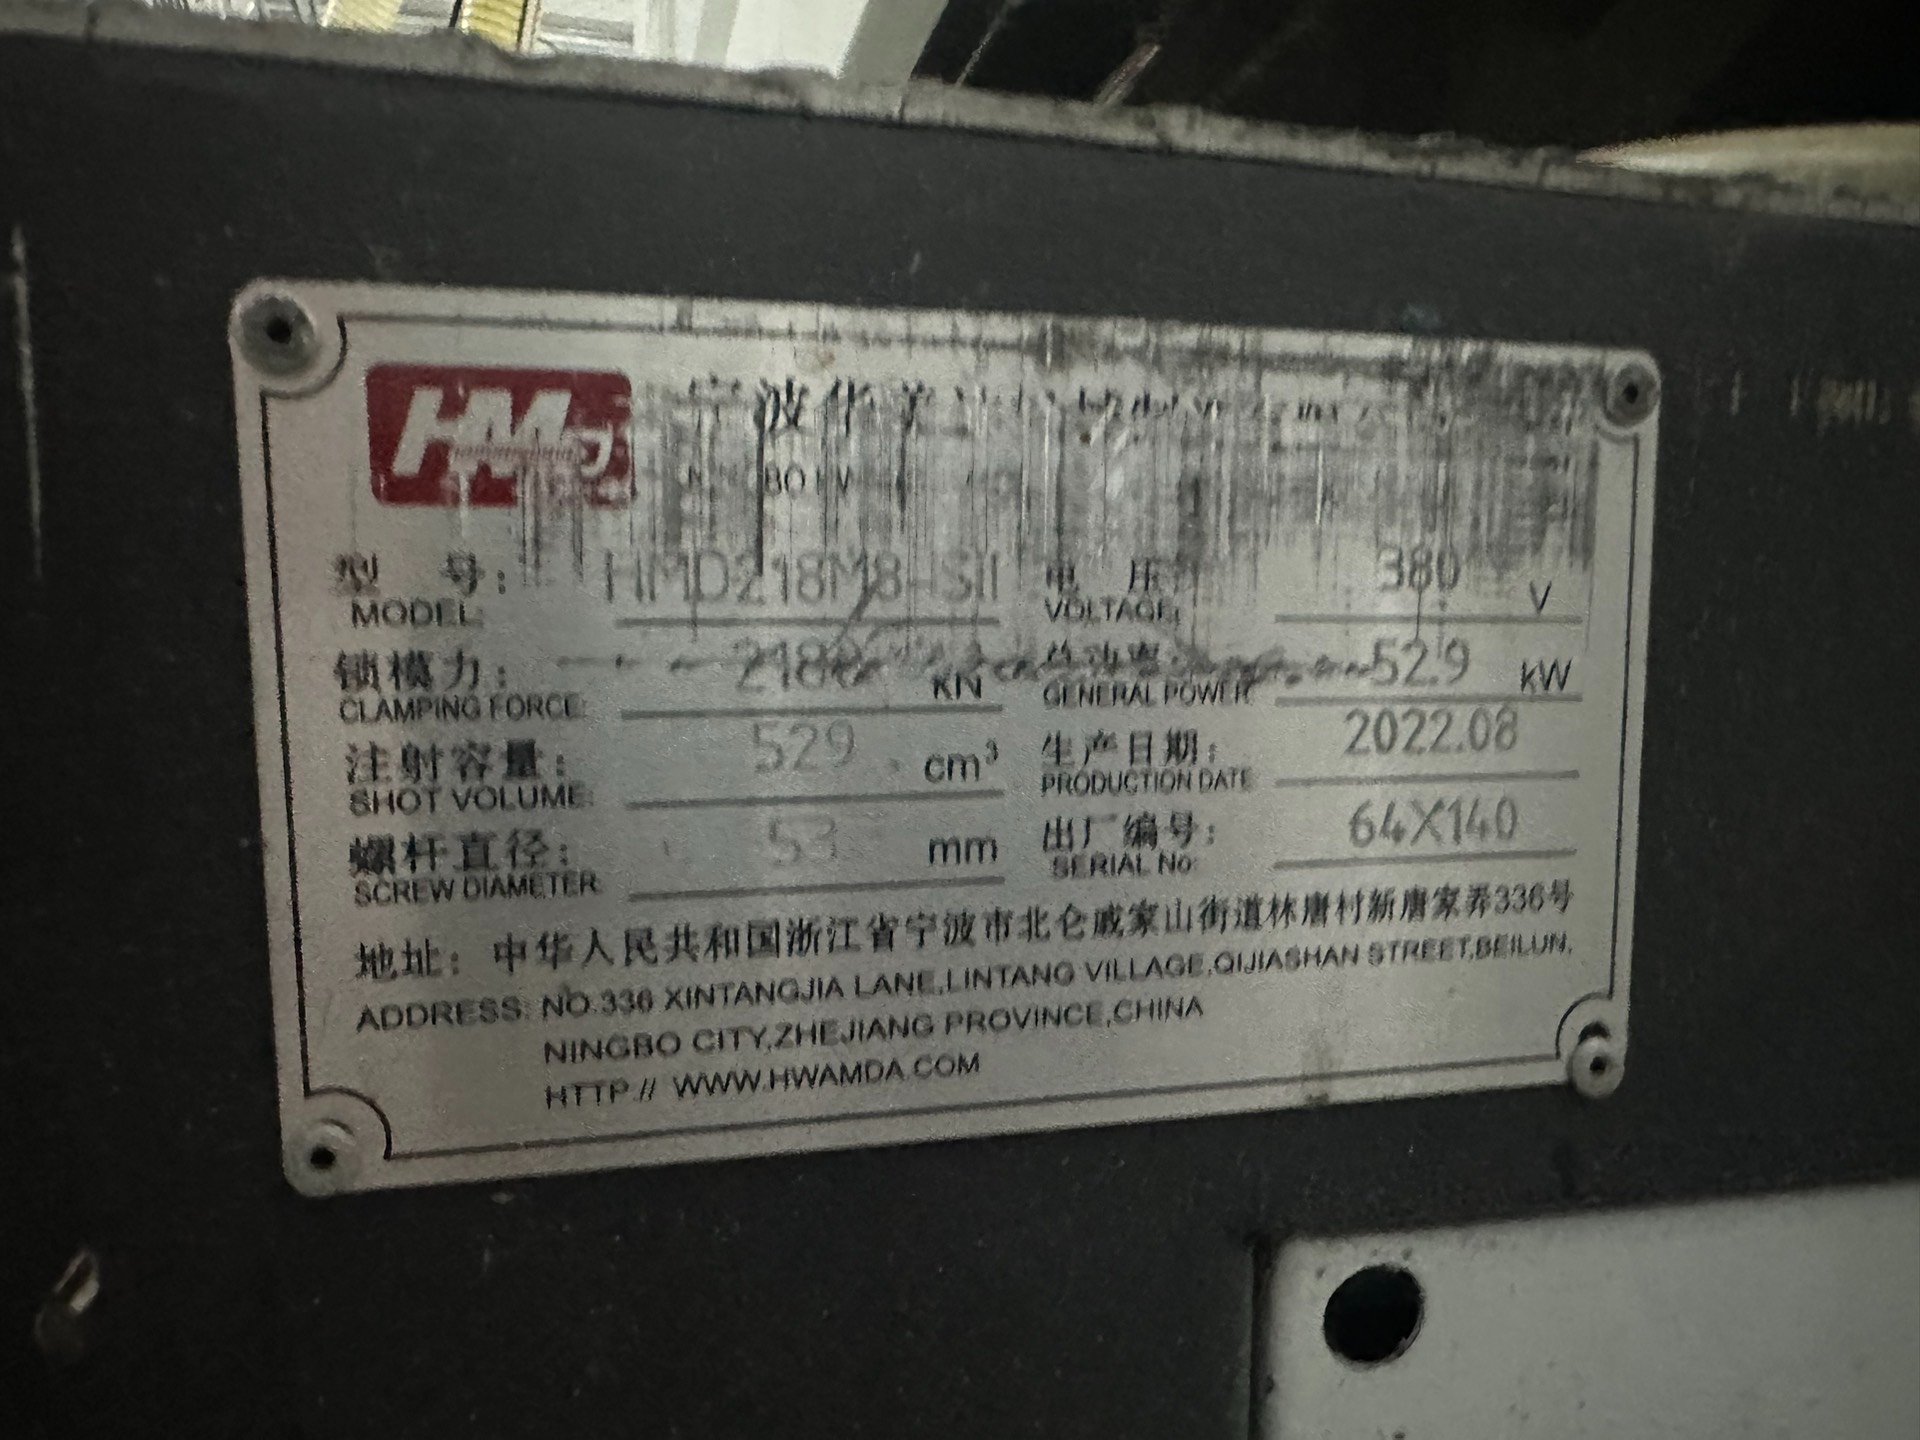 HM
宁波华美
型 号: HMD218M8-SII
MODEL:
电 压:
380 V
VOLTAGE:
锁模力: KN
CLAMPING FORCE:
总功率: 52.9 kW
GENERAL POWER:
注射容量: 529 cm³
SHOT VOLUME:
生产日期: 2022.08
PRODUCTION DATE
螺杆直径: 53 mm
SCREW DIAMETER:
出厂编号: 64X140
SERIAL No:
地址: 中华人民共和国浙江省宁波市北仑戚家山街道林唐村新唐家弄336号
ADDRESS: NO.336 XINTANGJIA LANE,LINTANG VILLAGE,QIJIASHAN STREET,BEILUN,
NINGBO CITY,ZHEJIANG PROVINCE,CHINA
HTTP:// WWW.HWAMDA.COM